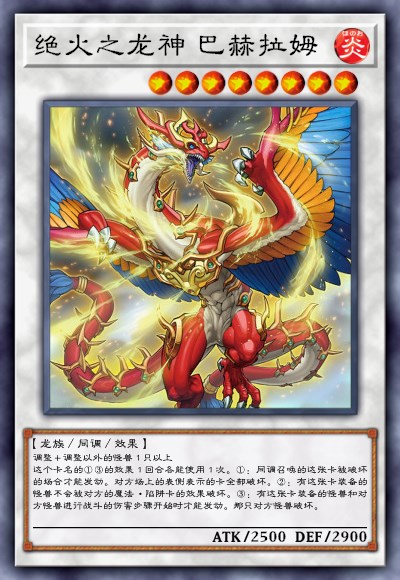 绝火之龙神 巴赫拉姆
ほのお
炎
【龙族／同调／效果】
调整＋调整以外的怪兽1只以上
这个卡名的①③的效果1回合各能使用1次。①：同调召唤的这张卡被破坏
的场合才能发动。对方场上的表侧表示的卡全部破坏。②：有这张卡装备的
怪兽不会被对方的魔法·陷阱卡的效果破坏。③：有这张卡装备的怪兽和对
方怪兽进行战斗的伤害步骤开始时才能发动。那只对方怪兽破坏。
ATK/2500 DEF/2900